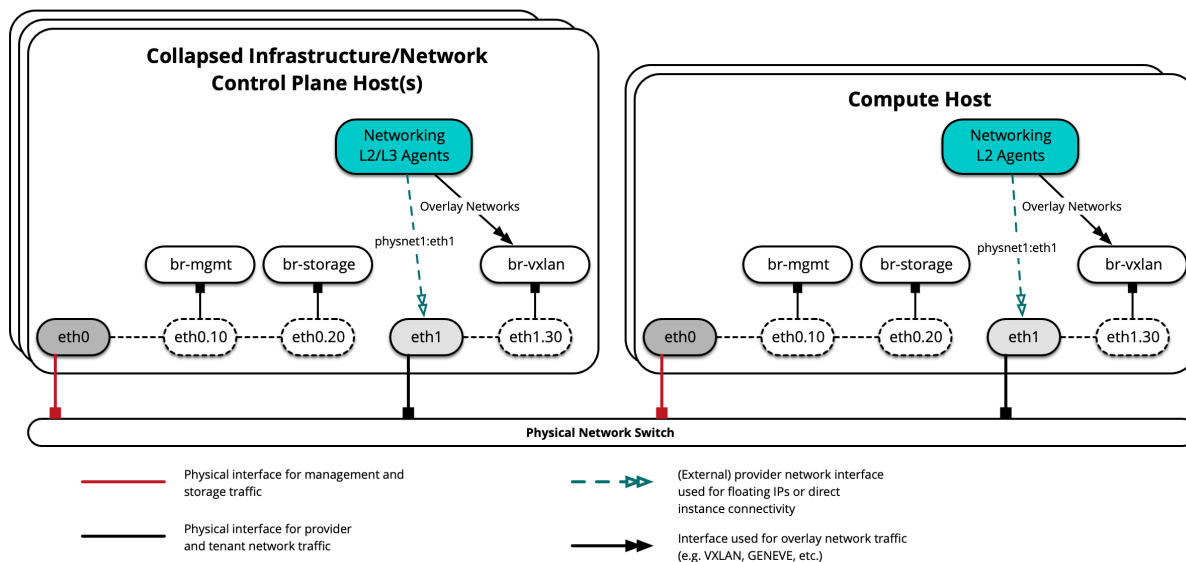 Collapsed Infrastructure/Network
Control Plane Host(s)
Networking
L2/L3 Agents
Overlay Networks
physnet1:eth1
br-mgmt
br-storage
br-vxlan
eth0
eth0.10
eth0.20
eth1
eth1.30
Compute Host
Networking
L2 Agents
Overlay Networks
physnet1:eth1
br-mgmt
br-storage
br-vxlan
eth0
eth0.10
eth0.20
eth1
eth1.30
Physical Network Switch
Physical interface for management and
storage traffic
Physical interface for provider
and tenant network traffic
(External) provider network interface
used for floating IPs or direct
instance connectivity
Interface used for overlay network traffic
(e.g. VXLAN, GENEVE, etc.)